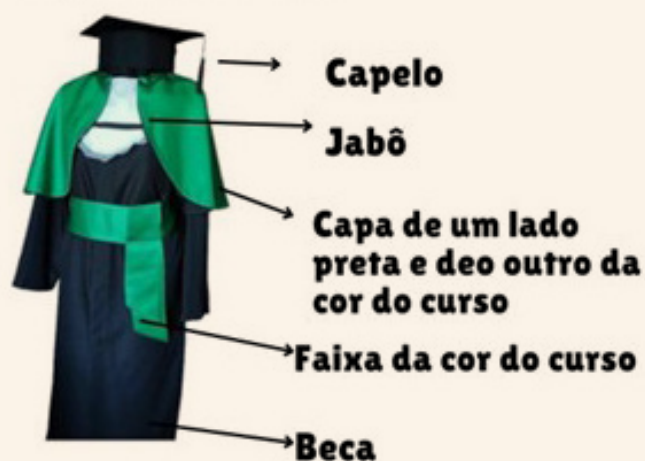 Capelo
Jabô
Capa de um lado
preta e deo outro da
cor do curso
Faixa da cor do curso
Beca